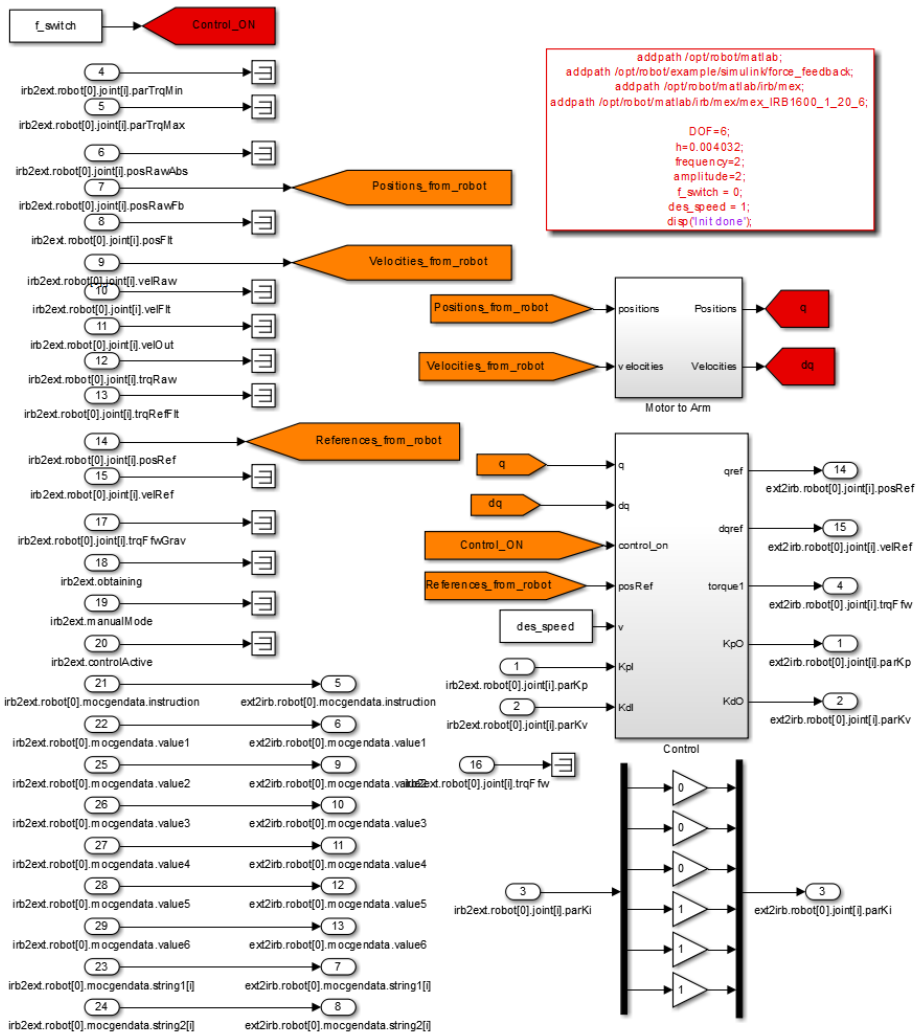 f_switch
Control_ON
4
irb2ext.robot[0].joint[i].parTrqMin
5
irb2ext.robot[0].joint[i].parTrqMax
6
irb2ext.robot[0].joint[i].posRawAbs
7
Positions_from_robot
irb2ext.robot[0].joint[i].posRawFb
8
irb2ext.robot[0].joint[i].posFlt
9
Velocities_from_robot
irb2ext.robot[0].joint[i].velRaw
10
irb2ext.robot[0].joint[i].velFlt
11
irb2ext.robot[0].joint[i].velOut
12
irb2ext.robot[0].joint[i].trqRaw
13
irb2ext.robot[0].joint[i].trqRefFlt
14
References_from_robot
irb2ext.robot[0].joint[i].posRef
15
irb2ext.robot[0].joint[i].velRef
17
irb2ext.robot[0].joint[i].trqFfwGrav
18
irb2ext.obtaining
19
irb2ext.manualMode
20
irb2ext.controlActive
21
5
irb2ext.robot[0].mocgendata.instruction
ext2irb.robot[0].mocgendata.instruction
22
6
irb2ext.robot[0].mocgendata.value1
ext2irb.robot[0].mocgendata.value1
25
9
irb2ext.robot[0].mocgendata.value2
ext2irb.robot[0].mocgendata.value2
26
10
irb2ext.robot[0].mocgendata.value3
ext2irb.robot[0].mocgendata.value3
27
11
irb2ext.robot[0].mocgendata.value4
ext2irb.robot[0].mocgendata.value4
28
12
irb2ext.robot[0].mocgendata.value5
ext2irb.robot[0].mocgendata.value5
29
13
irb2ext.robot[0].mocgendata.value6
ext2irb.robot[0].mocgendata.value6
23
7
irb2ext.robot[0].mocgendata.string1[i]
ext2irb.robot[0].mocgendata.string1[i]
24
8
irb2ext.robot[0].mocgendata.string2[i]
ext2irb.robot[0].mocgendata.string2[i]
addpath /opt/robot/matlab;
addpath /opt/robot/example/simulink/force_feedback;
addpath /opt/robot/matlab/irb/mex;
addpath /opt/robot/matlab/irb/mex/mex_IRB1600_1_20_6;
DOF=6;
h=0.004032;
frequency=2;
amplitude=2;
f_switch = 0;
des_speed = 1;
disp('Init done');
Positions_from_robot
positions
Positions
q
Velocities_from_robot
velocities
Velocities
dq
Motor to Arm
q
q
qref
14
ext2irb.robot[0].joint[i].posRef
dq
dq
dqref
15
ext2irb.robot[0].joint[i].velRef
Control_ON
control_on
References_from_robot
posRef
torque1
4
ext2irb.robot[0].joint[i].trqFfw
des_speed
v
KpO
1
ext2irb.robot[0].joint[i].parKp
1
KpI
irb2ext.robot[0].joint[i].parKp
2
KdI
irb2ext.robot[0].joint[i].parKv
KdO
2
ext2irb.robot[0].joint[i].parKv
Control
16
irb2ext.robot[0].joint[i].trqFfw
0
0
0
3
irb2ext.robot[0].joint[i].parKi
1
1
1
3
ext2irb.robot[0].joint[i].parKi